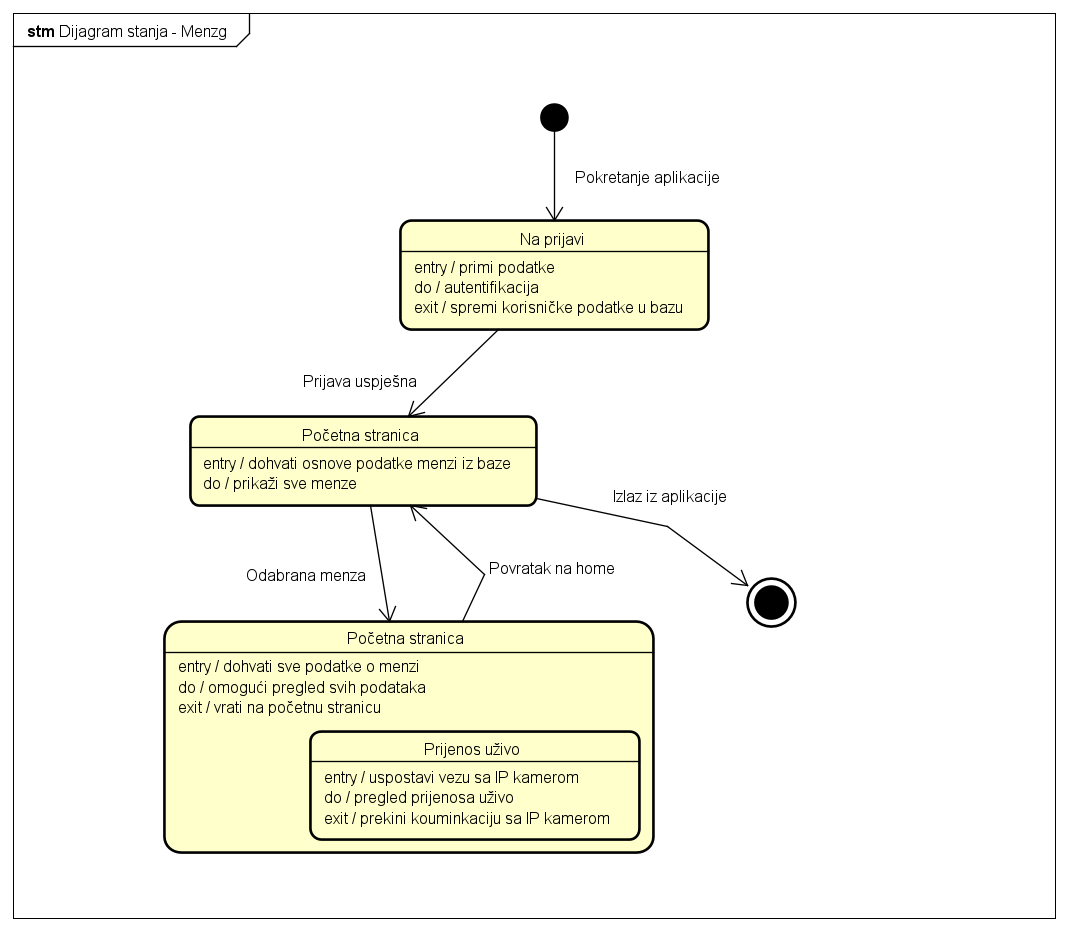 stm Dijagram stanja - Menzg
Pokretanje aplikacije
Na prijavi
entry / primi podatke
do / autentifikacija
exit / spremi korisničke podatke u bazu
Prijava uspješna
Početna stranica
entry / dohvati osnove podatke menzi iz baze
do / prikaži sve menze
Izlaz iz aplikacije
Odabrana menza
Povratak na home
Početna stranica
entry / dohvati sve podatke o menzi
do / omogući pregled svih podataka
exit / vrati na početnu stranicu
Prijenos uživo
entry / uspostavi vezu sa IP kamerom
do / pregled prijenosa uživo
exit / prekini kouminkaciju sa IP kamerom